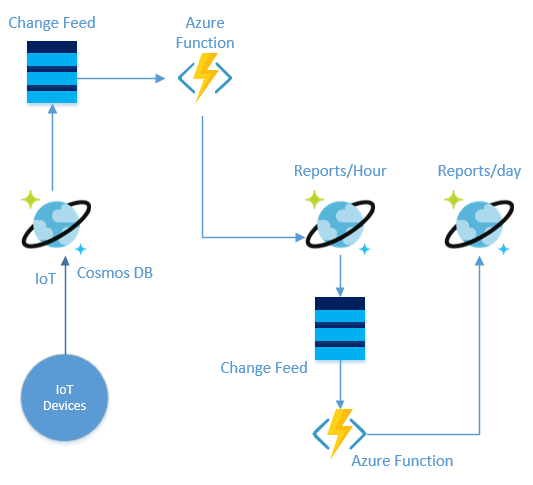 Change Feed
Azure
Function
Reports/Hour
Reports/day
IoT
Cosmos DB
IoT
Devices
Change Feed
Azure Function